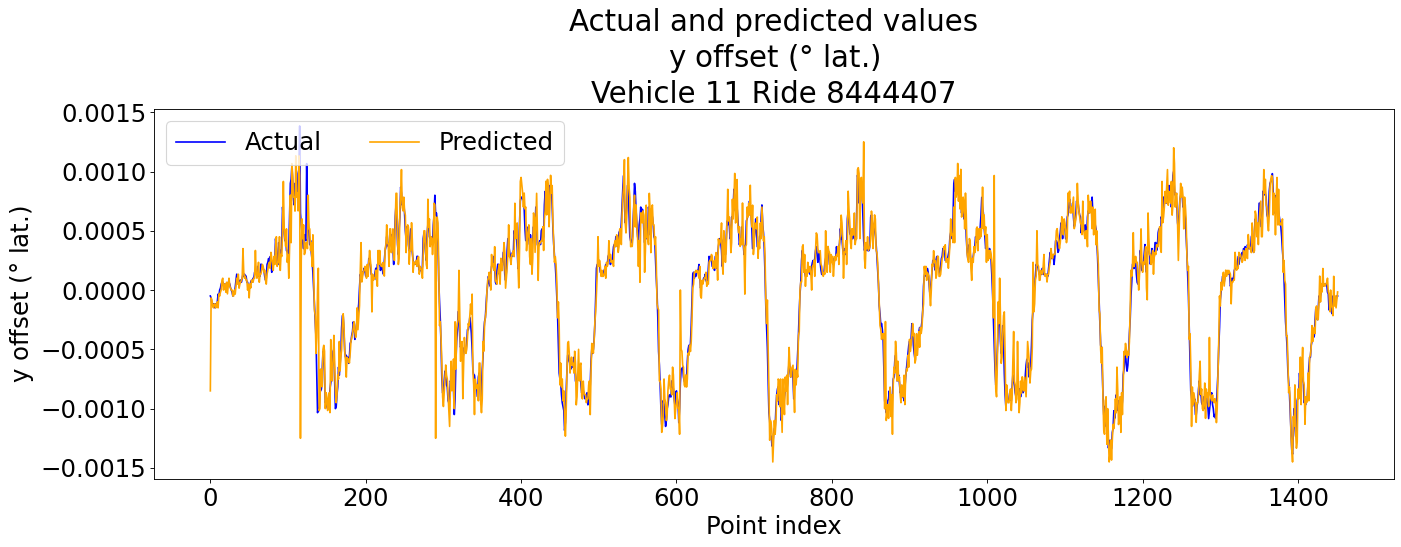 Actual and predicted values
y offset (° lat.)
Vehicle 11 Ride 8444407
Actual
Predicted
y offset (° lat.)
0.0015
0.0010
0.0005
0.0000
−0.0005
−0.0010
−0.0015
0 200 400 600 800 1000 1200 1400
Point index